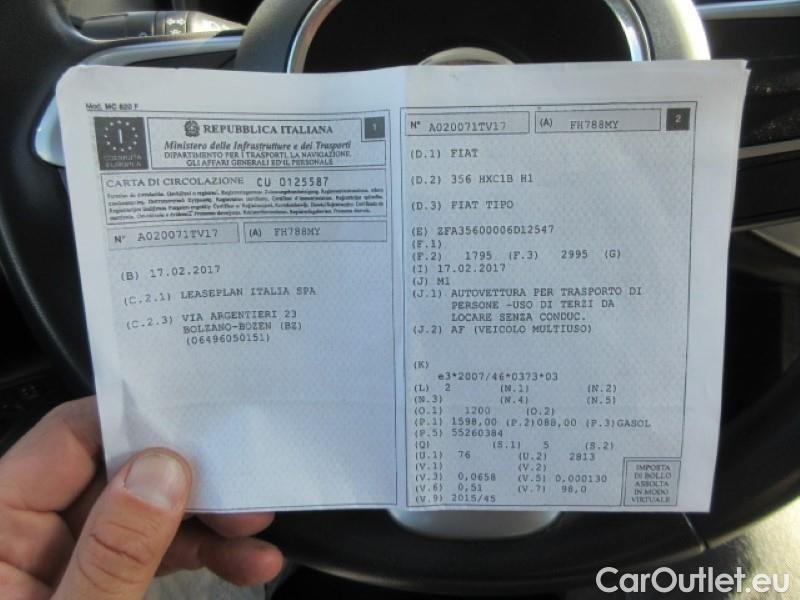 Mod. MC 820 F
REPUBBLICA ITALIANA
1
Ministero delle Infrastrutture e dei Trasporti
DIPARTIMENTO PER I TRASPORTI, LA NAVIGAZIONE,
GLI AFFARI GENERALI ED IL PERSONALE
I
COMUNITÀ
EUROPEA
CARTA DI CIRCOLAZIONE CU 0125587
N° A020071TV17 (A) FH788MY
(B) 17.02.2017
(C.2.1) LEASEPLAN ITALIA SPA
(C.2.3) VIA ARGENTIERI 23
BOLZANO-BOZEN (BZ)
(06496050151)
N° A020071TV17 (A) FH788MY 2
(D.1) FIAT
(D.2) 356 HXC1B H1
(D.3) FIAT TIPO
(E) ZFA35600006D12547
(F.1)
(F.2) 1795 (F.3) 2995 (G)
(I) 17.02.2017
(J) M1
(J.1) AUTOVETTURA PER TRASPORTO DI
PERSONE -USO DI TERZI DA
LOCARE SENZA CONDUC.
(J.2) AF (VEICOLO MULTIUSO)
(K)
e3*2007/46*0373*03
(L) 2 (N.1) (N.2)
(N.3) (N.4) (N.5)
(O.1) 1200 (O.2)
(P.1) 1598,00 (P.2)088,00 (P.3)GASOL
(P.5) 55260384
(Q) (S.1) 5 (S.2)
(U.1) 76 (U.2) 2813
(V.1) (V.2)
(V.3) 0,0658 (V.5) 0,000130
(V.6) 0,51 (V.7) 98,0
(V.9) 2015/45
IMPOSTA
DI BOLLO
ASSOLTA
IN MODO
VIRTUALE
CarOutlet.eu